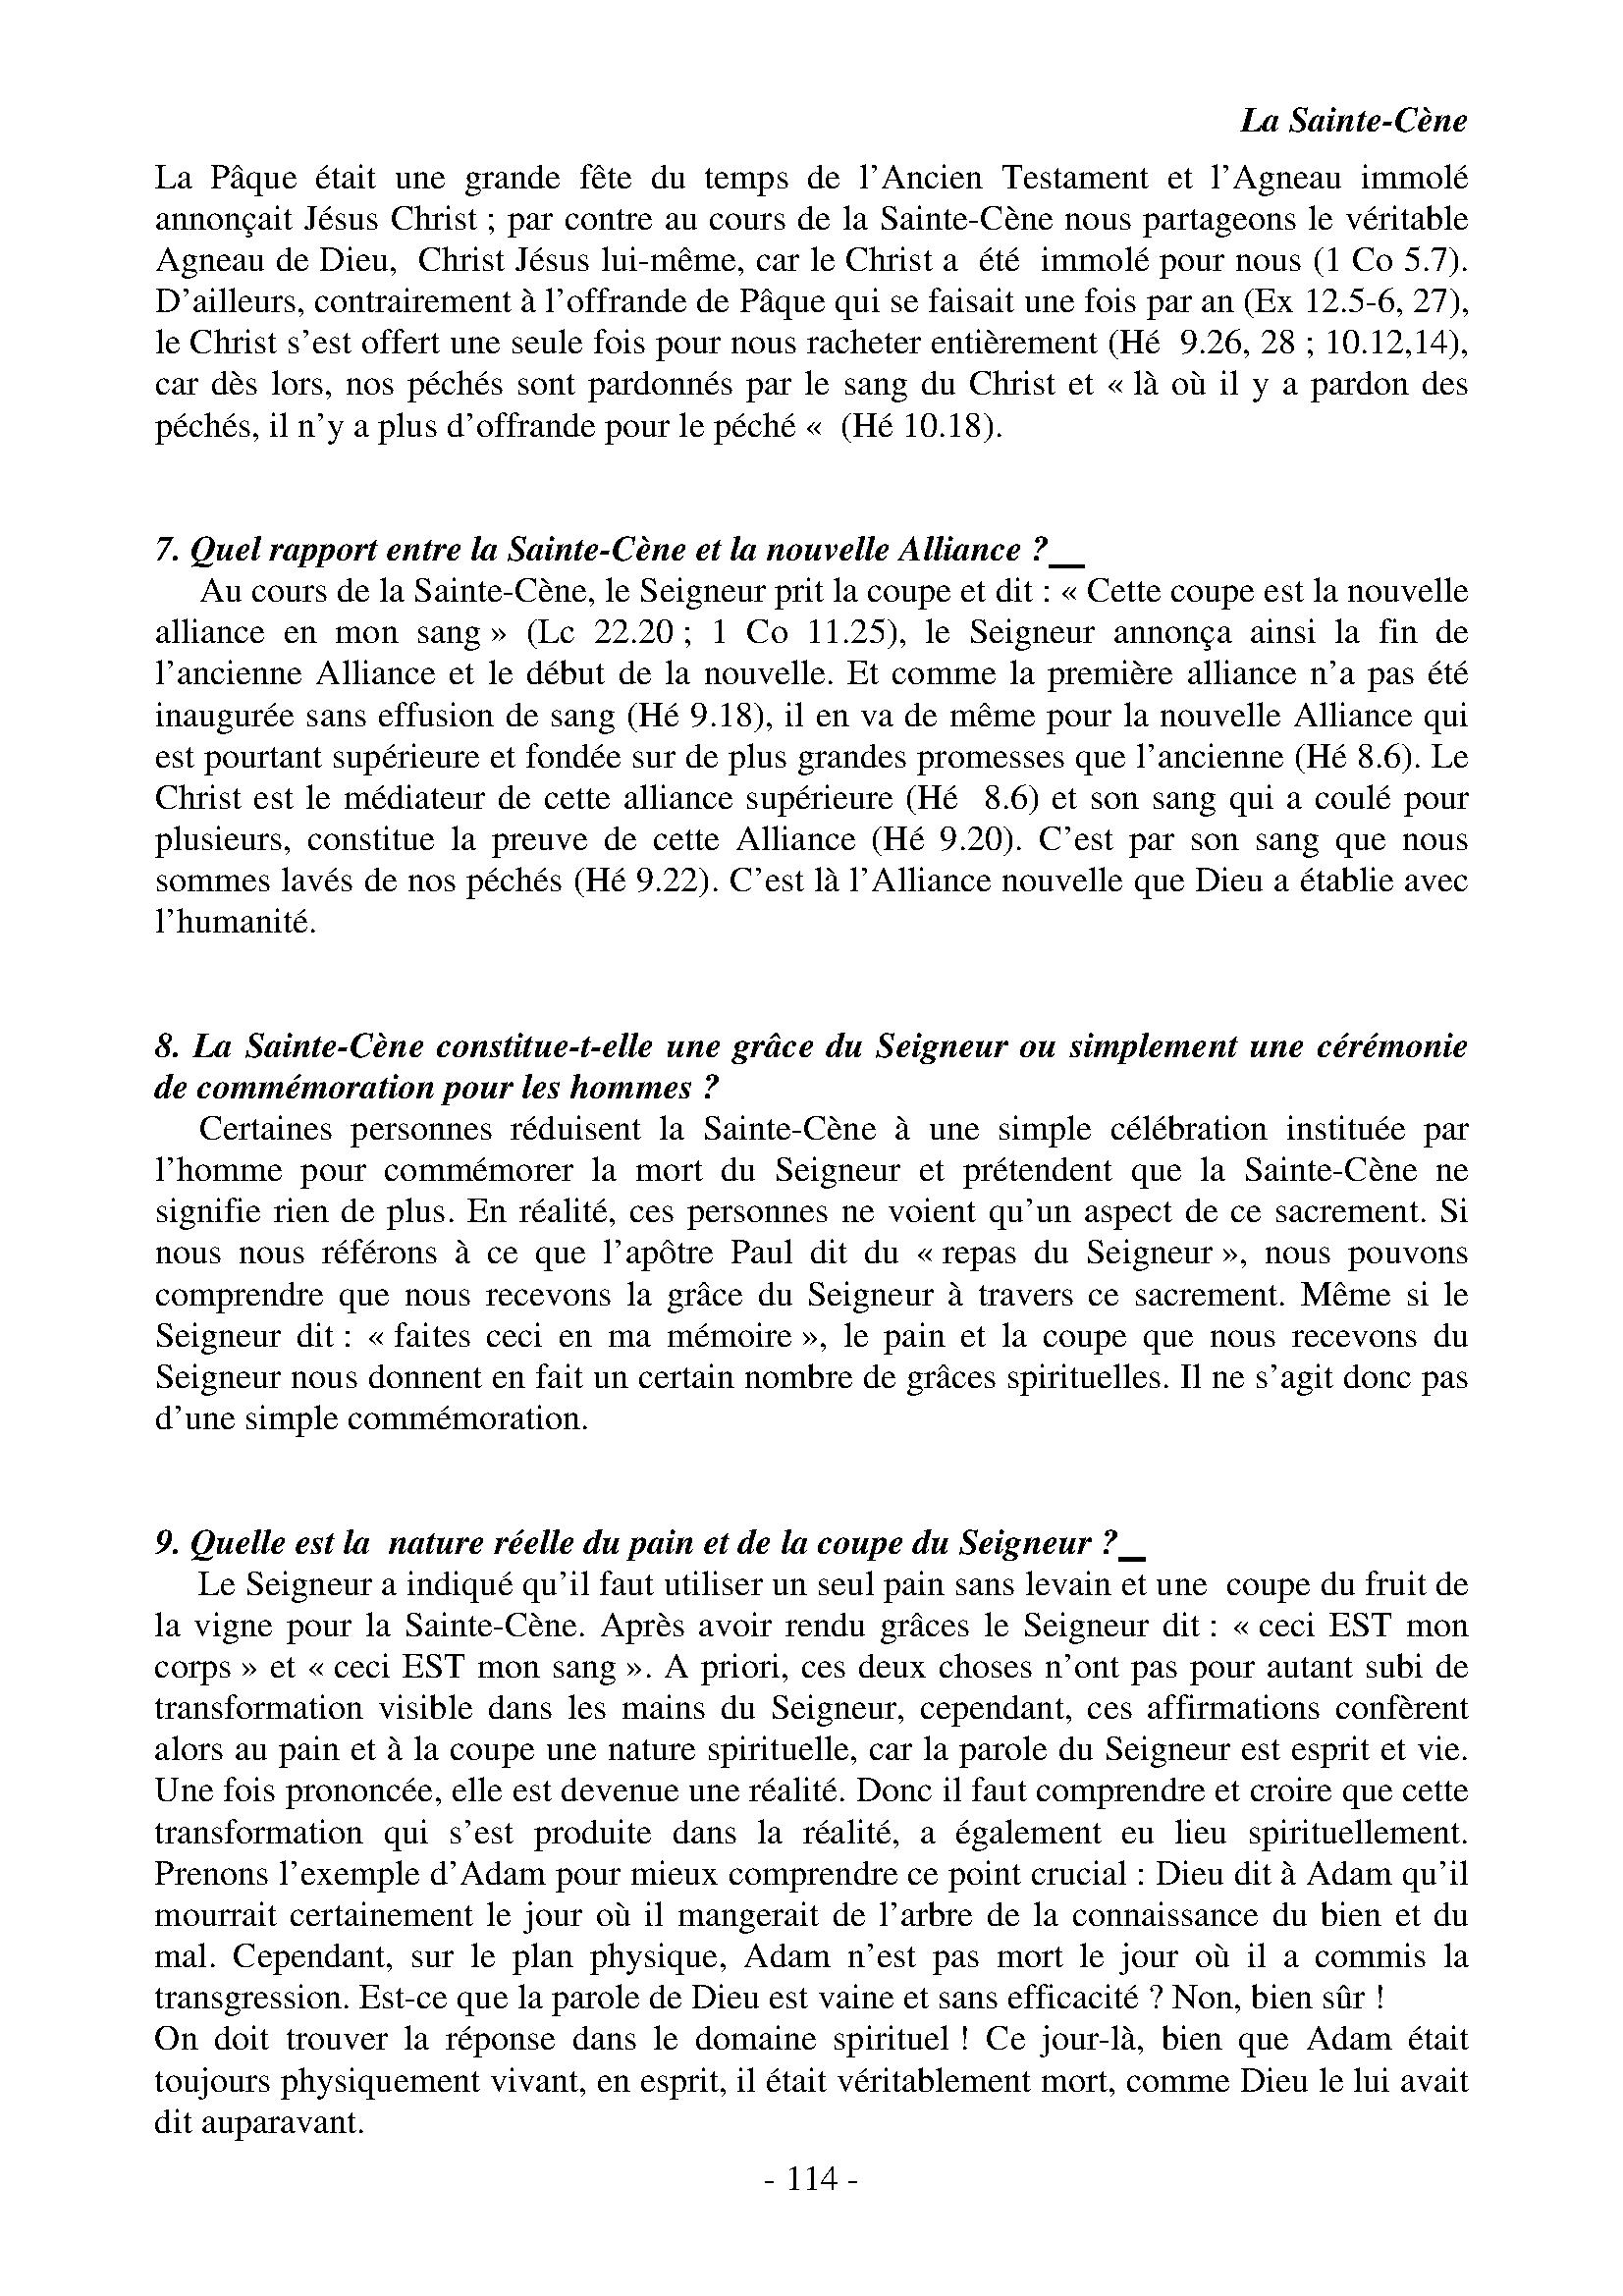 La Sainte-Cène
La Pâque était une grande fête du temps de l’Ancien Testament et l’Agneau immolé
annonçait Jésus Christ ; par contre au cours de la Sainte-Cène nous partageons le véritable
Agneau de Dieu,  Christ Jésus lui-même, car le Christ a  été  immolé pour nous (1 Co 5.7).
D’ailleurs, contrairement à l’offrande de Pâque qui se faisait une fois par an (Ex 12.5-6, 27),
le Christ s’est offert une seule fois pour nous racheter entièrement (Hé  9.26, 28 ; 10.12,14),
car dès lors, nos péchés sont pardonnés par le sang du Christ et « là où il y a pardon des
péchés, il n’y a plus d’offrande pour le péché «  (Hé 10.18).
7. Quel rapport entre la Sainte-Cène et la nouvelle Alliance ?__
Au cours de la Sainte-Cène, le Seigneur prit la coupe et dit : « Cette coupe est la nouvelle
alliance en mon sang » (Lc 22.20 ; 1 Co 11.25), le Seigneur annonça ainsi la fin de
l’ancienne Alliance et le début de la nouvelle. Et comme la première alliance n’a pas été
inaugurée sans effusion de sang (Hé 9.18), il en va de même pour la nouvelle Alliance qui
est pourtant supérieure et fondée sur de plus grandes promesses que l’ancienne (Hé 8.6). Le
Christ est le médiateur de cette alliance supérieure (Hé  8.6) et son sang qui a coulé pour
plusieurs, constitue la preuve de cette Alliance (Hé 9.20). C’est par son sang que nous
sommes lavés de nos péchés (Hé 9.22). C’est là l’Alliance nouvelle que Dieu a établie avec
l’humanité.
8. La Sainte-Cène constitue-t-elle une grâce du Seigneur ou simplement une cérémonie
de commémoration pour les hommes ?
Certaines personnes réduisent la Sainte-Cène à une simple célébration instituée par
l’homme pour commémorer la mort du Seigneur et prétendent que la Sainte-Cène ne
signifie rien de plus. En réalité, ces personnes ne voient qu’un aspect de ce sacrement. Si
nous nous référons à ce que l’apôtre Paul dit du « repas du Seigneur », nous pouvons
comprendre que nous recevons la grâce du Seigneur à travers ce sacrement. Même si le
Seigneur dit : « faites ceci en ma mémoire », le pain et la coupe que nous recevons du
Seigneur nous donnent en fait un certain nombre de grâces spirituelles. Il ne s’agit donc pas
d’une simple commémoration.
9. Quelle est la  nature réelle du pain et de la coupe du Seigneur ?_
Le Seigneur a indiqué qu’il faut utiliser un seul pain sans levain et une  coupe du fruit de
la vigne pour la Sainte-Cène. Après avoir rendu grâces le Seigneur dit : « ceci EST mon
corps » et « ceci EST mon sang ». A priori, ces deux choses n’ont pas pour autant subi de
transformation visible dans les mains du Seigneur, cependant, ces affirmations confèrent
alors au pain et à la coupe une nature spirituelle, car la parole du Seigneur est esprit et vie.
Une fois prononcée, elle est devenue une réalité. Donc il faut comprendre et croire que cette
transformation qui s’est produite dans la réalité, a également eu lieu spirituellement.
Prenons l’exemple d’Adam pour mieux comprendre ce point crucial : Dieu dit à Adam qu’il
mourrait certainement le jour où il mangerait de l’arbre de la connaissance du bien et du
mal. Cependant, sur le plan physique, Adam n’est pas mort le jour où il a commis la
transgression. Est-ce que la parole de Dieu est vaine et sans efficacité ? Non, bien sûr !
On doit trouver la réponse dans le domaine spirituel ! Ce jour-là, bien que Adam était
toujours physiquement vivant, en esprit, il était véritablement mort, comme Dieu le lui avait
dit auparavant.
- 114 -